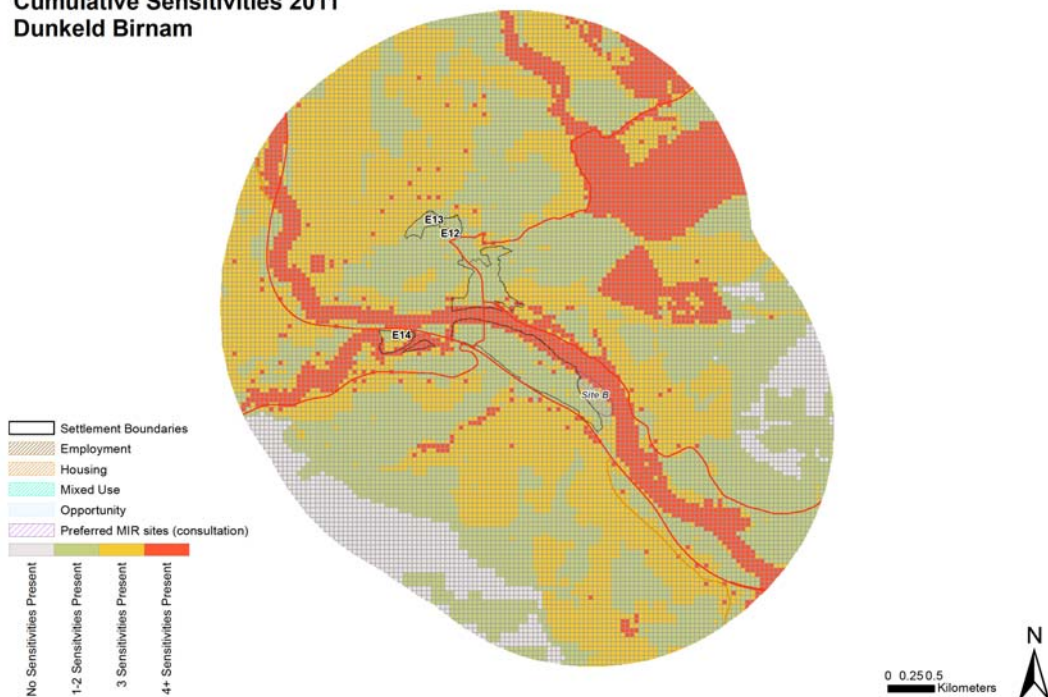 Cumulative Sensitivities 2011
Dunkeld Birnam
E13
E12
E14
Site B
Settlement Boundaries
Employment
Housing
Mixed Use
Opportunity
Preferred MIR sites (consultation)
No Sensitivities Present
1-2 Sensitvities Present
3 Sensitivities Present
4+ Sensitivities Present
N
0 0.25 0.5
Kilometers